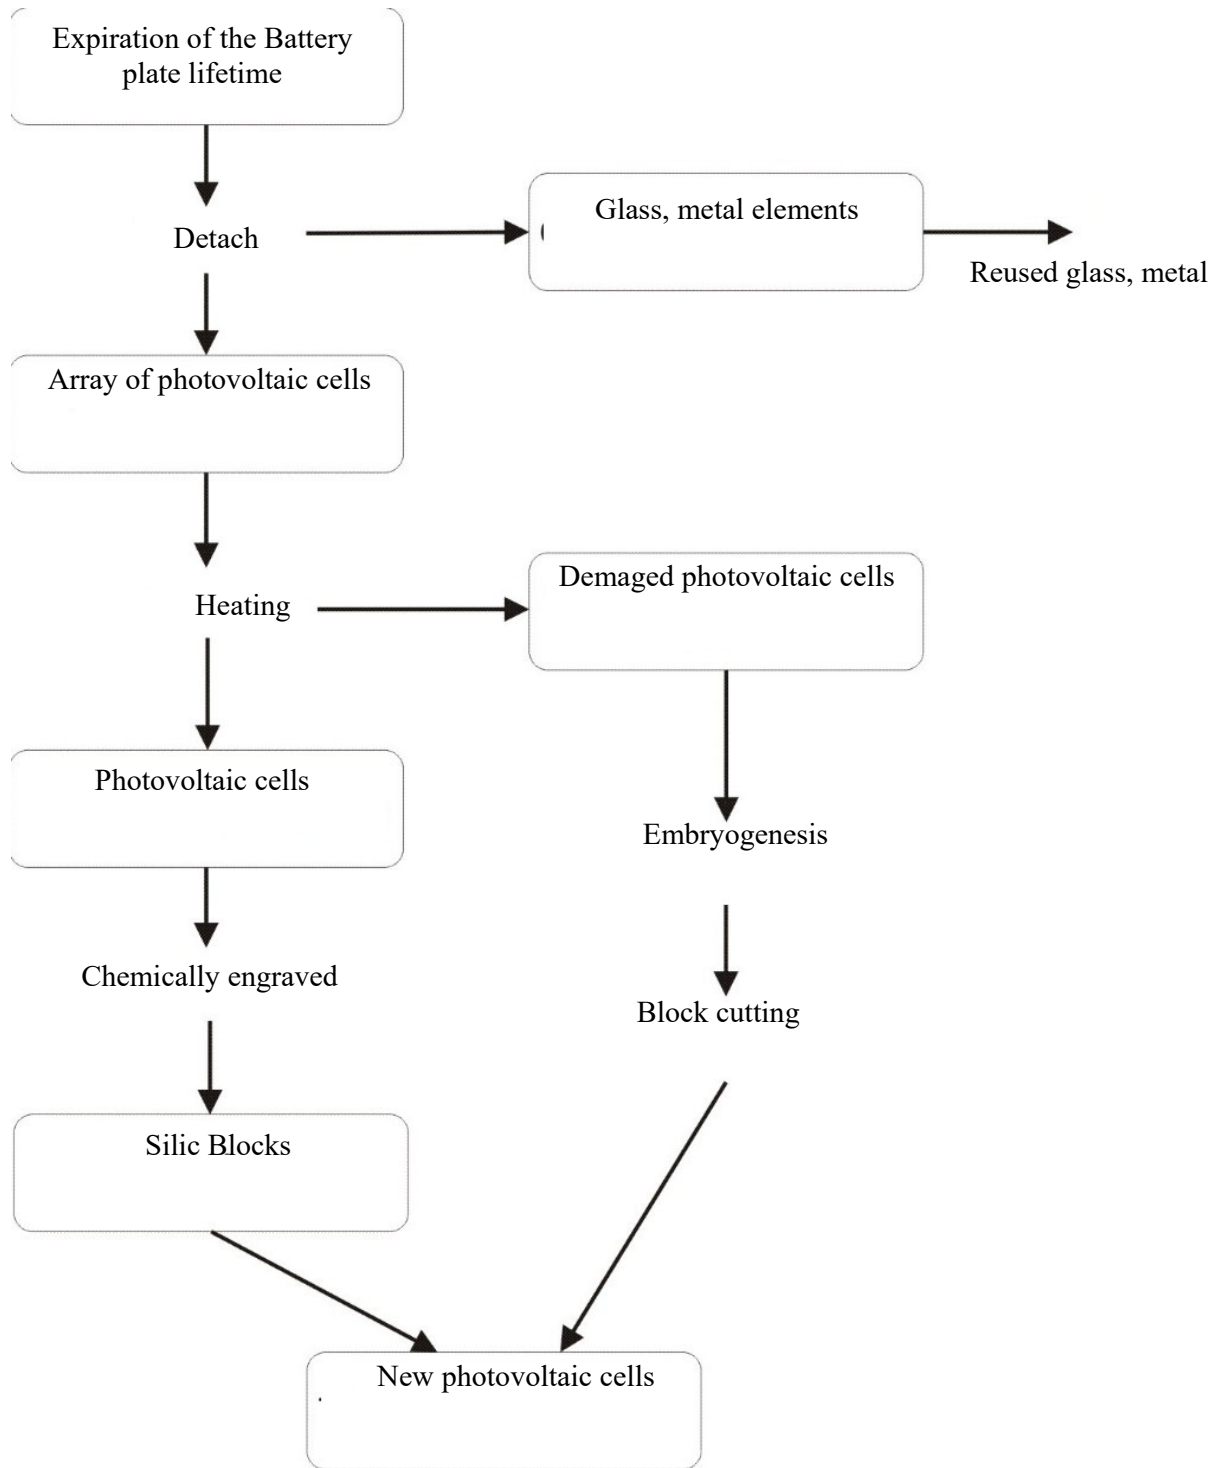 Expiration of the Battery
plate lifetime
Detach
Glass, metal elements
Reused glass, metal
Array of photovoltaic cells
Heating
Demaged photovoltaic cells
Photovoltaic cells
Embryogenesis
Chemically engraved
Block cutting
Silic Blocks
New photovoltaic cells